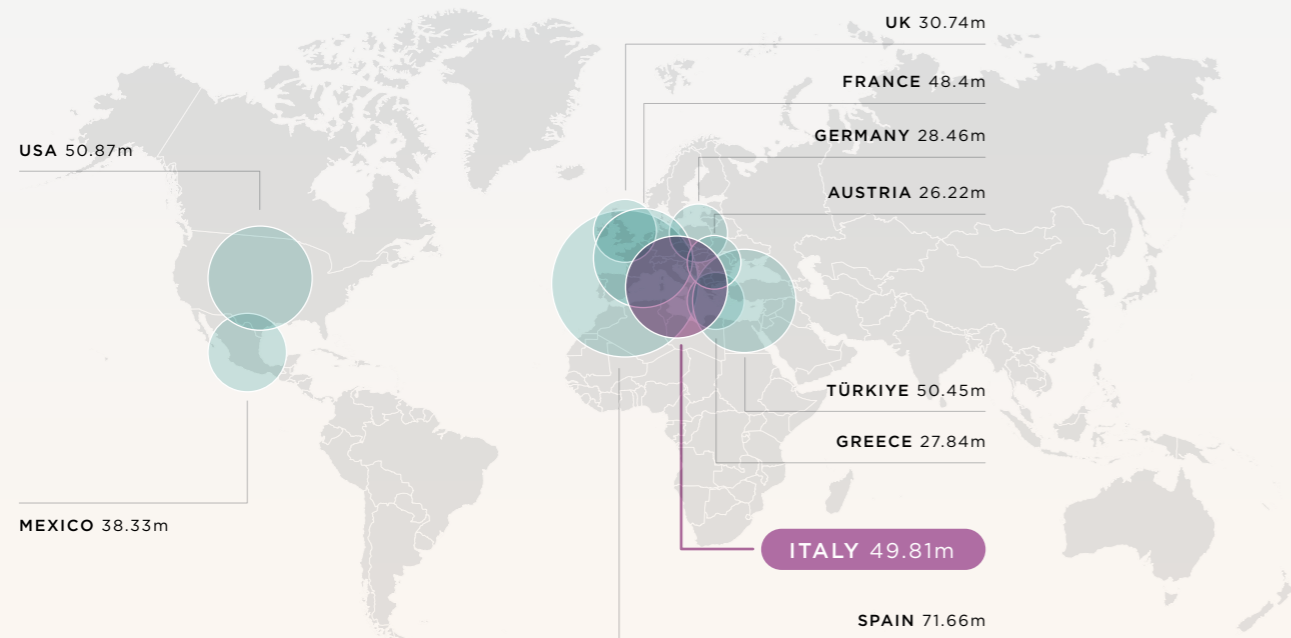 UK 30.74m
FRANCE 48.4m
GERMANY 28.46m
USA 50.87m
AUSTRIA 26.22m
TÜRKIYE 50.45m
GREECE 27.84m
MEXICO 38.33m
ITALY 49.81m
SPAIN 71.66m